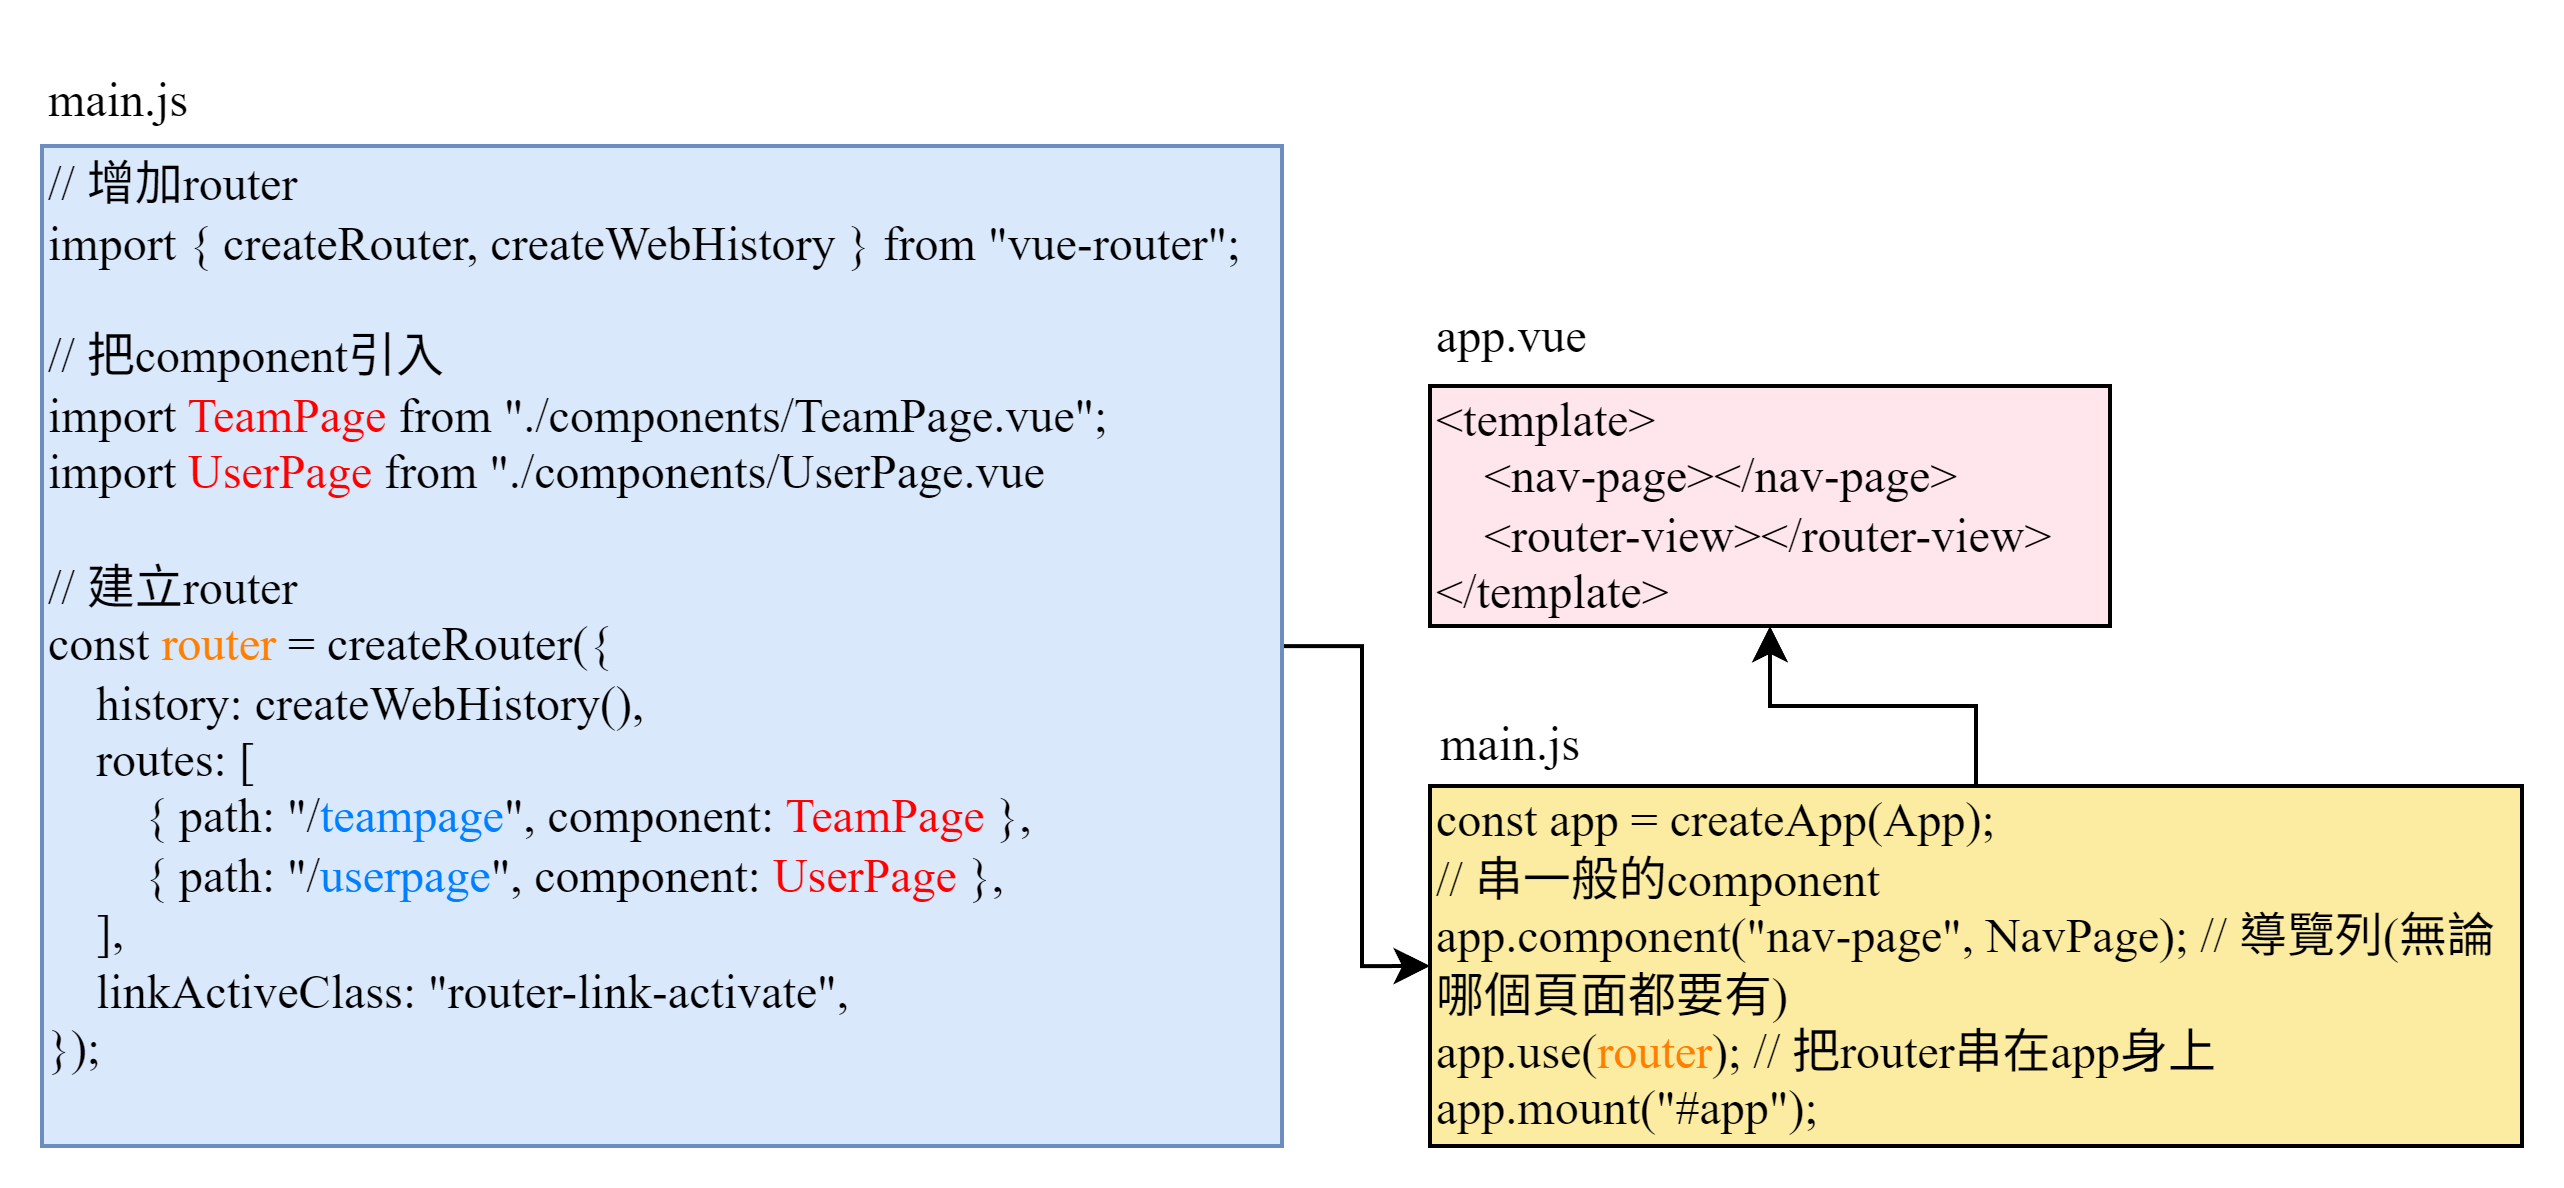 main.js
// 增加router
import { createRouter, createWebHistory } from "vue-router";
// 把component引入
import TeamPage from "./components/TeamPage.vue";
import UserPage from "./components/UserPage.vue
// 建立router
const router = createRouter({
history: createWebHistory(),
routes: [
{ path: "/teampage", component: TeamPage },
{ path: "/userpage", component: UserPage },
],
linkActiveClass: "router-link-activate",
});
app.vue
<template>
<nav-page></nav-page>
<router-view></router-view>
</template>
main.js
const app = createApp(App);
// 串一般的component
app.component("nav-page", NavPage); // 導覽列(無論
哪個頁面都要有)
app.use(router); // 把router串在app身上
app.mount("#app");